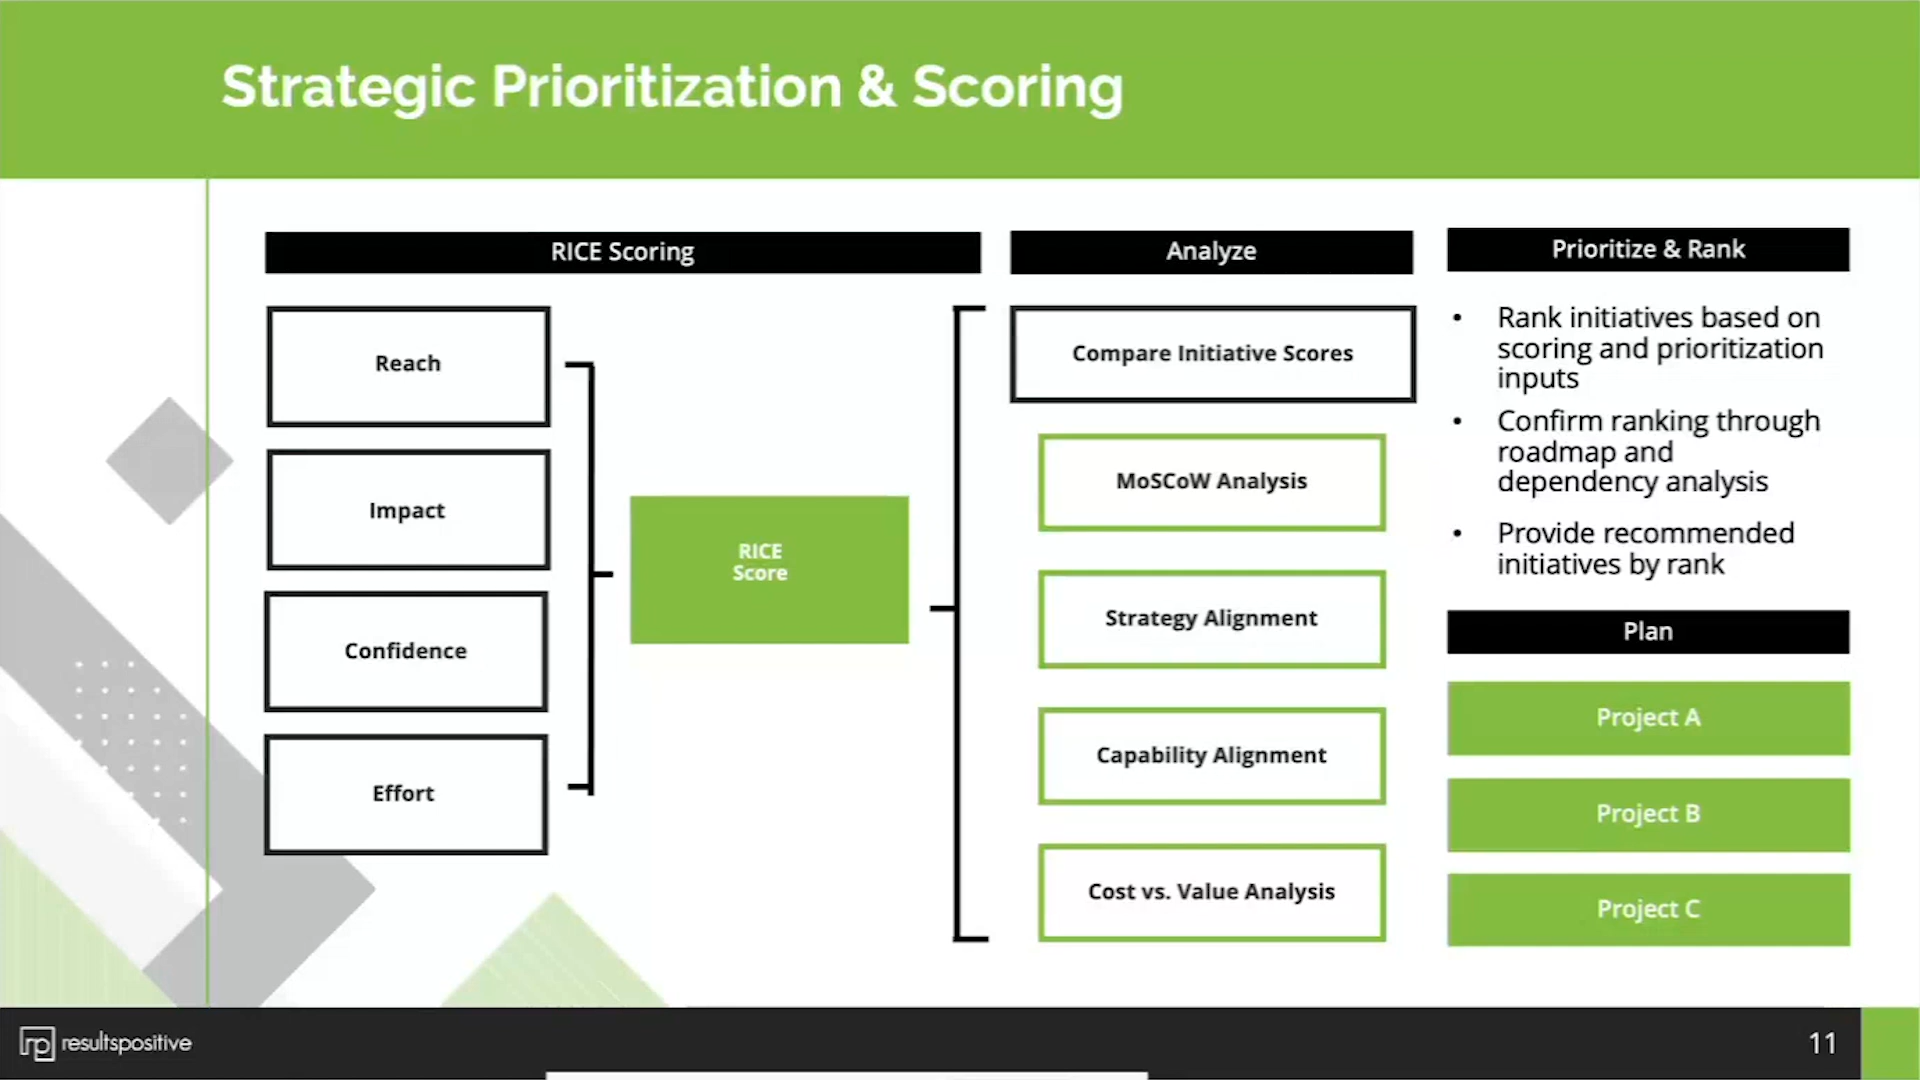 Strategic Prioritization & Scoring
RICE Scoring
Reach
Impact
Confidence
Effort
RICE
Score
Analyze
Compare Initiative Scores
MoSCoW Analysis
Strategy Alignment
Capability Alignment
Cost vs. Value Analysis
Prioritize & Rank
• Rank initiatives based on
scoring and prioritization
inputs
• Confirm ranking through
roadmap and
dependency analysis
• Provide recommended
initiatives by rank
Plan
Project A
Project B
Project C
rp resultspositive
11